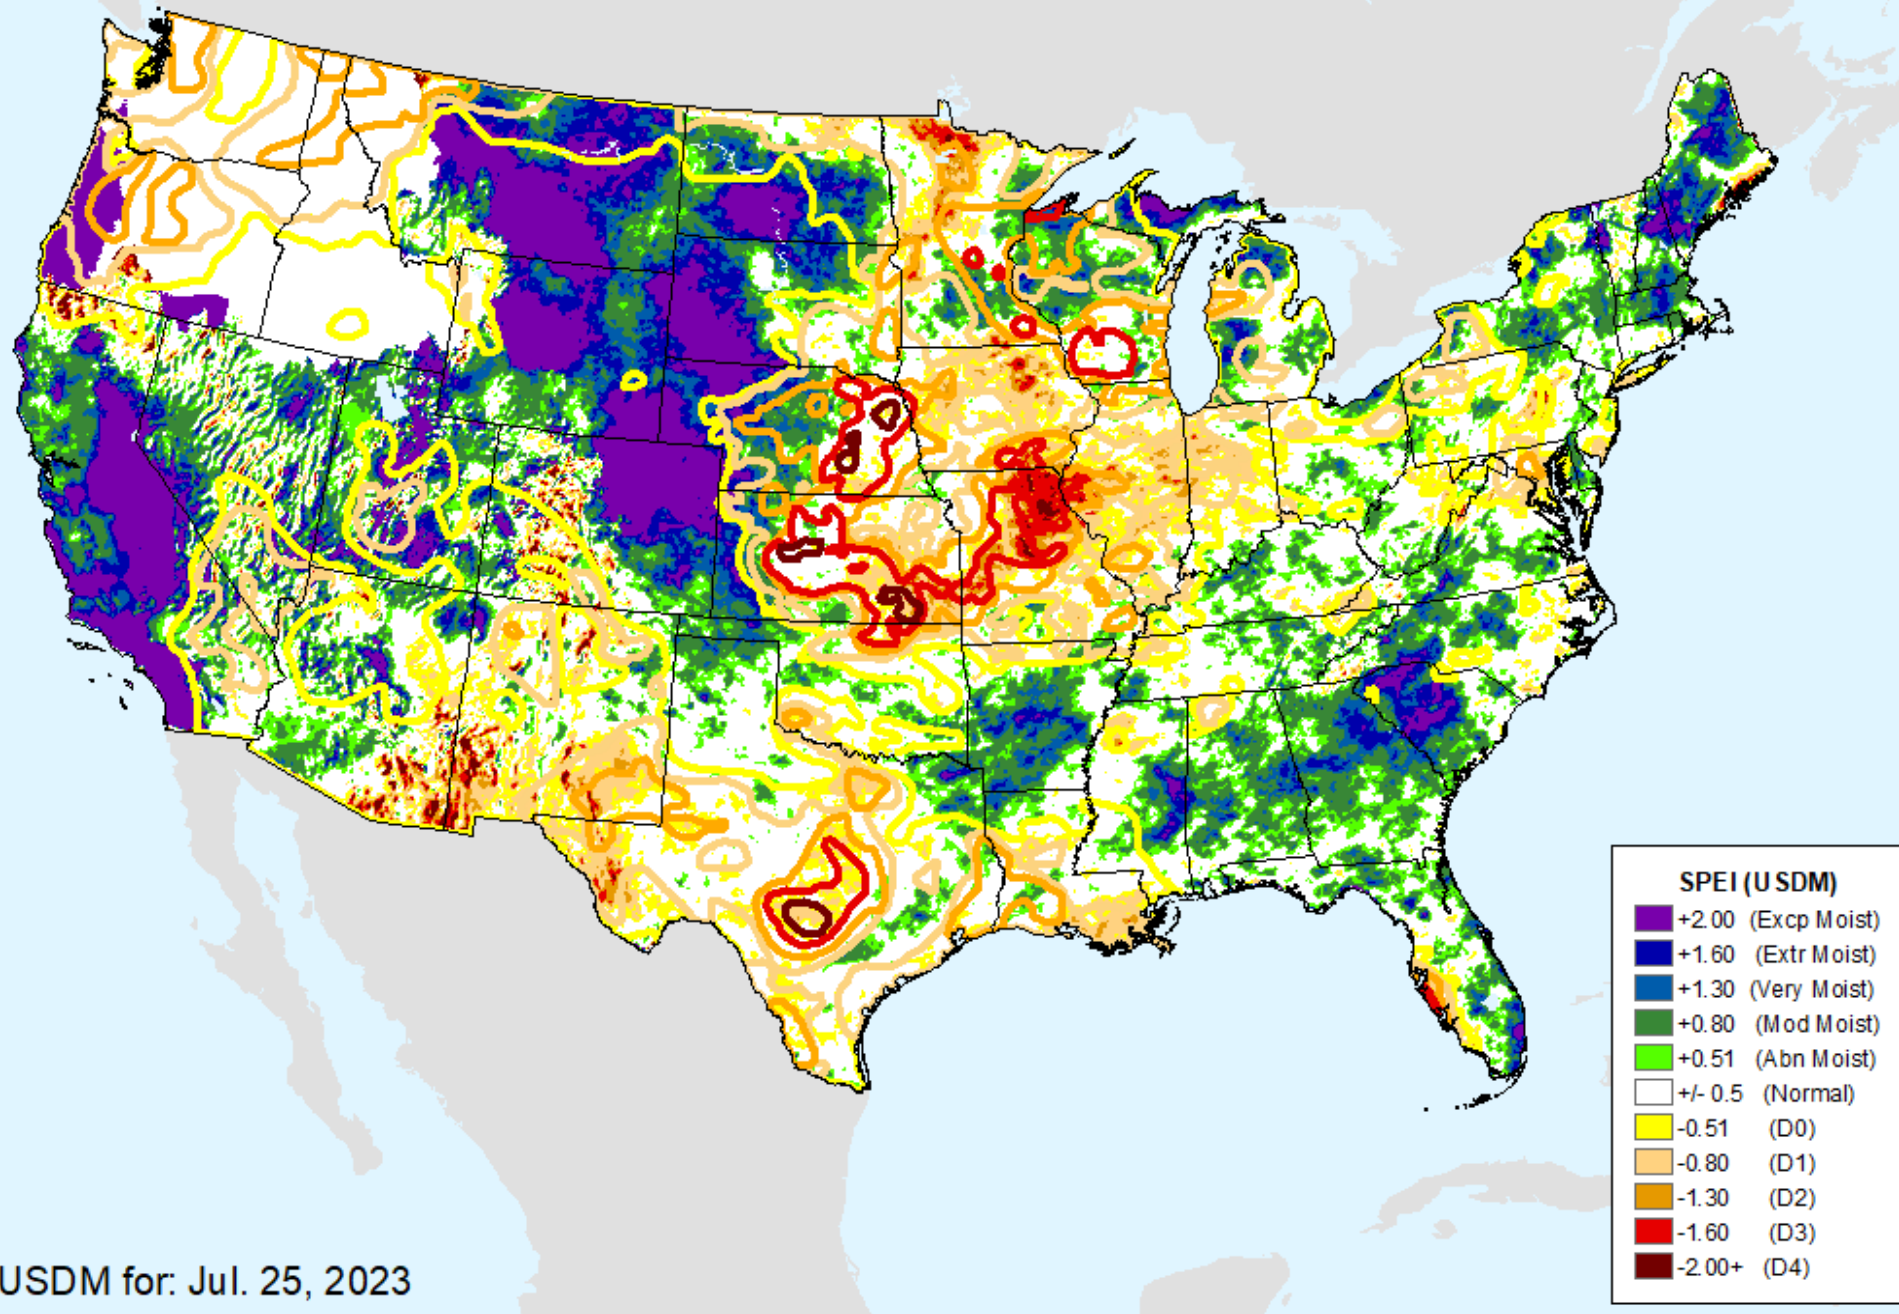 SPEI (USDM)
+2.00 (Excp Moist)
+1.60 (Extr Moist)
+1.30 (Very Moist)
+0.80 (Mod Moist)
+0.51 (Abn Moist)
+/- 0.5 (Normal)
-0.51 (D0)
-0.80 (D1)
-1.30 (D2)
-1.60 (D3)
-2.00+ (D4)
USDM for: Jul. 25, 2023